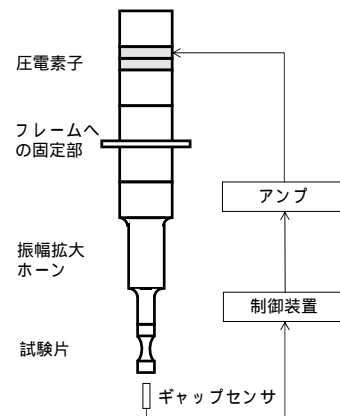 圧電素子
フレームへ
の固定部
アンプ
振幅拡大
ホーン
制御装置
試験片
ギャップセンサ